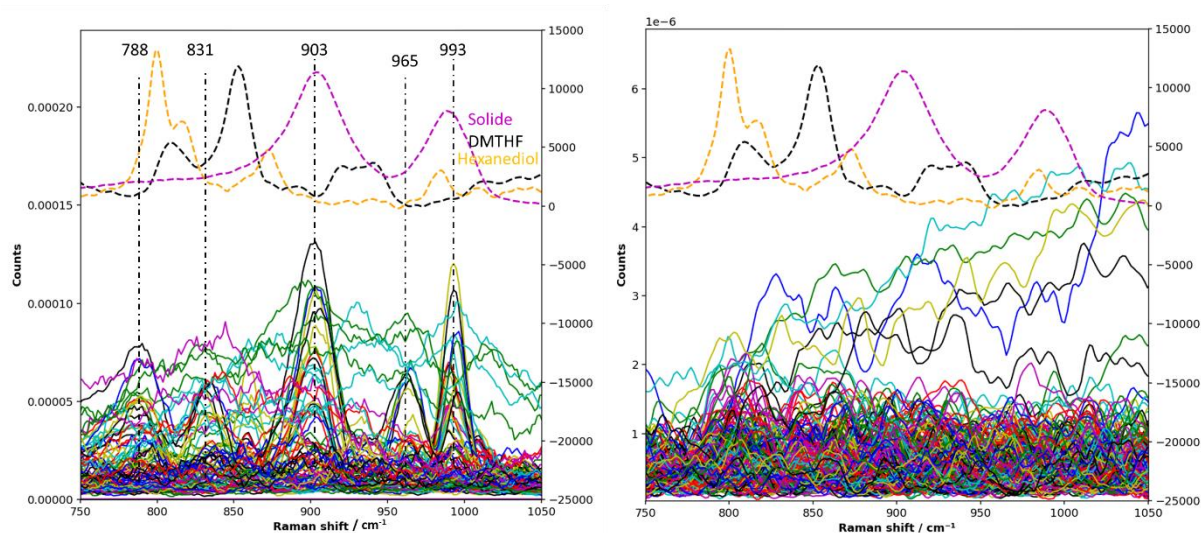 1e−6
788 831 903 965 993
Solide
DMTHF
Hexanediol
Counts
0.00020
0.00015
0.00010
0.00005
0.00000
15000
10000
5000
0
−5000
−10000
−15000
−20000
−25000
750 800 850 900 950 1000 1050
Raman shift / cm⁻¹
Counts
6
5
4
3
2
1
15000
10000
5000
0
−5000
−10000
−15000
−20000
−25000
750 800 850 900 950 1000 1050
Raman shift / cm⁻¹